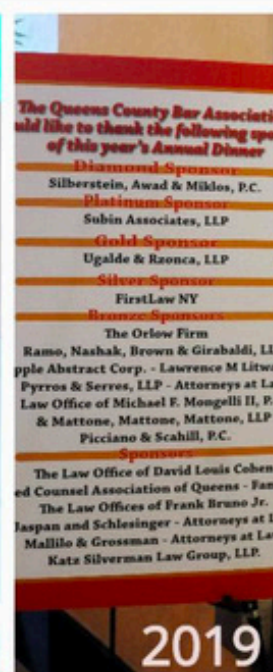 The Queens County Bar Associati
uld like to thank the following spo
of this year's Annual Dinner
Diamond Sponsor
Silberstein, Awad & Miklos, P.C.
Platinum Sponsor
Subin Associates, LLP
Gold Sponsor
Ugalde & Rzonca, LLP
Silver Sponsor
FirstLaw NY
Bronze Sponsors
The Orlow Firm
Ramo, Nashak, Brown & Girabaldi, LL
pple Abstract Corp. - Lawrence M Litwa
Pyrros & Serres, LLP - Attorneys at La
Law Office of Michael F. Mongelli II, P.
& Mattone, Mattone, Mattone, LLP
Picciano & Scahill, P.C.
Sponsors
The Law Office of David Louis Cohen
ed Counsel Association of Queens - Fam
The Law Offices of Frank Bruno Jr.
Jaspan and Schlesinger - Attorneys at L
Mallilo & Grossman - Attorneys at La
Katz Silverman Law Group, LLP.
2019